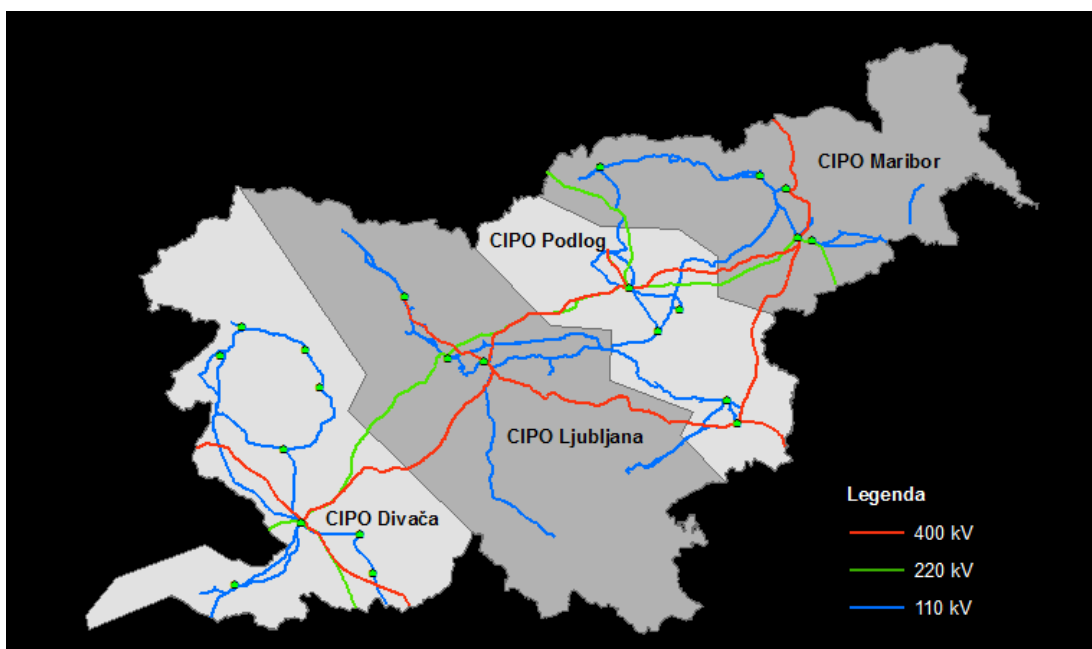 CIPO Maribor
CIPO Podlog
CIPO Ljubljana
CIPO Divača
Legenda
400 kV
220 kV
110 kV